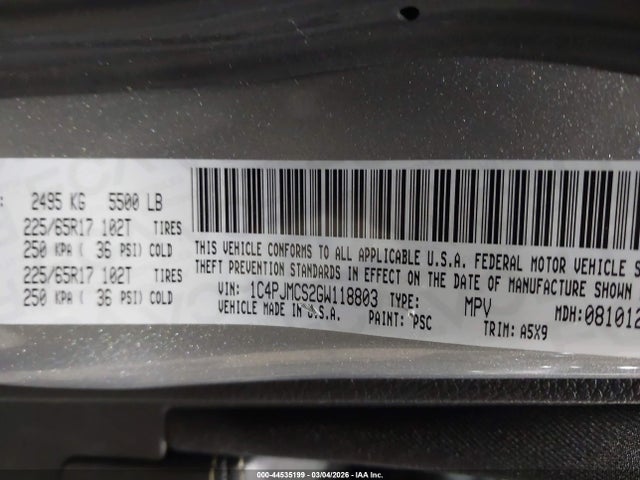 : 2495 KG 5500 LB
225/65R17 102T TIRES
250 KPA ( 36 PSI) COLD
225/65R17 102T TIRES
250 KPA ( 36 PSI) COLD
THIS VEHICLE CONFORMS TO ALL APPLICABLE U.S.A. FEDERAL MOTOR VEHICLE S
THEFT PREVENTION STANDARDS IN EFFECT ON THE DATE OF MANUFACTURE SHOWN
VIN: 1C4PJMCS2GW118803 TYPE: MPV MDH:081012
VEHICLE MADE IN U.S.A. PAINT: PSC TRIM: A5X9
000-44535199 - 03/04/2026 - IAA Inc.